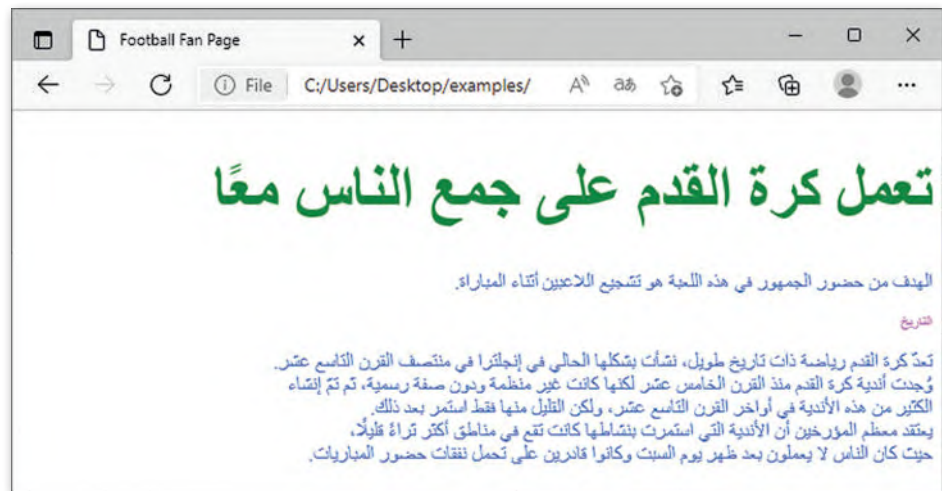 Football Fan Page
File C:/Users/Desktop/examples/
تعمل كرة القدم على جمع الناس معًا
الهدف من حضور الجمهور في هذه اللعبة هو تشجيع اللاعبين أثناء المباراة.
التاريخ
تعدّ كرة القدم رياضة ذات تاريخ طويل، نشأت بشكلها الحالي في إنجلترا في منتصف القرن التاسع عشر.
وُجدت أندية كرة القدم منذ القرن الخامس عشر لكنها كانت غير منظمة ودون صفة رسمية، ثم تمّ إنشاء
الكثير من هذه الأندية في أواخر القرن التاسع عشر، ولكن القليل منها فقط استمر بعد ذلك.
يعتقد معظم المؤرخين أن الأندية التي استمرت بنشاطها كانت تقع في مناطق أكثر ثراءً قليلًا،
حيث كان الناس لا يعملون بعد ظهر يوم السبت وكانوا قادرين على تحمل نفقات حضور المباريات.